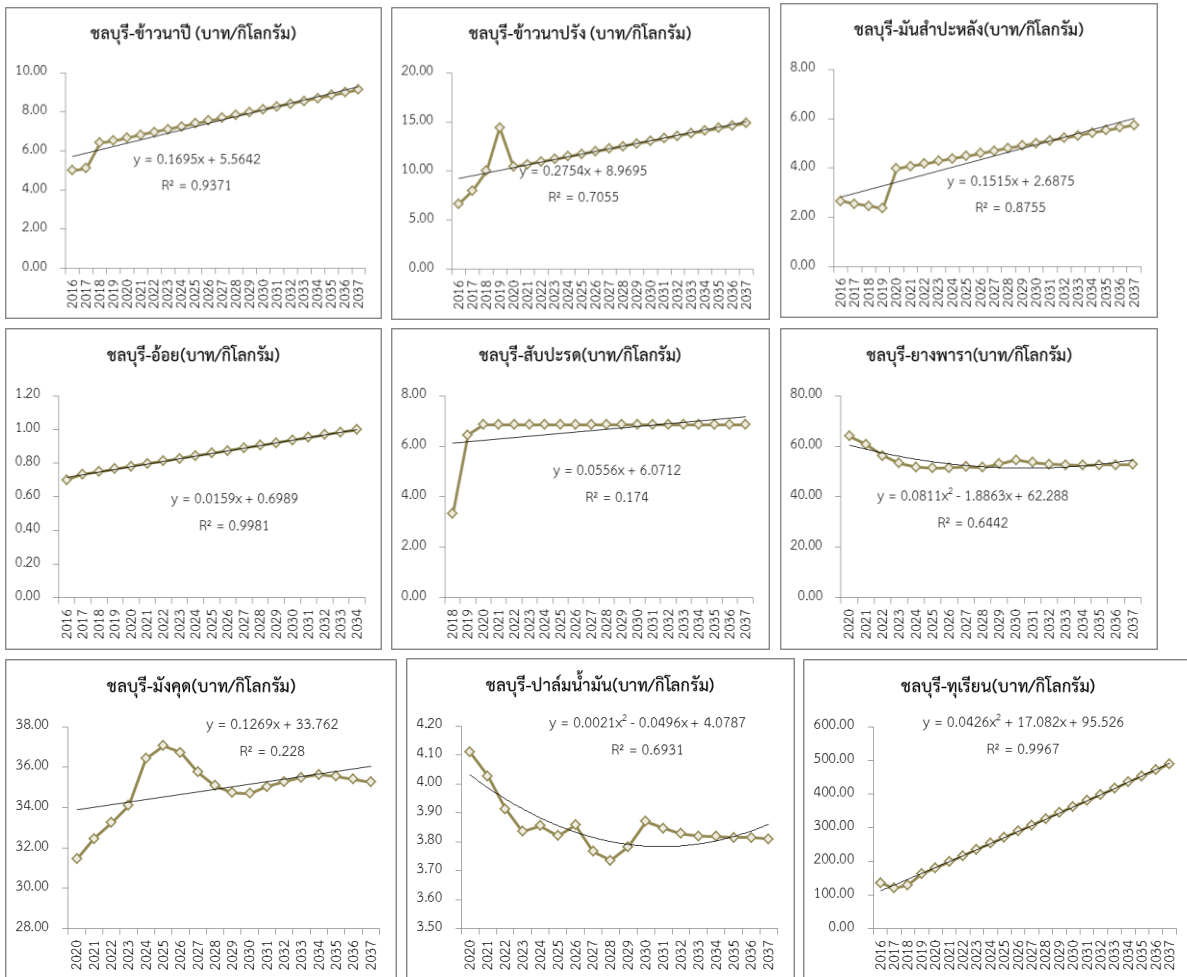 ชลบุรี-ข้าวนาปี (บาท/กิโลกรัม)
10.00
8.00
6.00
4.00
2.00
0.00
y = 0.1695x + 5.5642
R² = 0.9371
2016 2017 2018 2019 2020 2021 2022 2023 2024 2025 2026 2027 2028 2029 2030 2031 2032 2033 2034 2035 2036 2037
ชลบุรี-ข้าวนาปรัง (บาท/กิโลกรัม)
20.00
15.00
10.00
5.00
0.00
y = 0.2754x + 8.9695
R² = 0.7055
2016 2017 2018 2019 2020 2021 2022 2023 2024 2025 2026 2027 2028 2029 2030 2031 2032 2033 2034 2035 2036 2037
ชลบุรี-มันสำปะหลัง(บาท/กิโลกรัม)
8.00
6.00
4.00
2.00
0.00
y = 0.1515x + 2.6875
R² = 0.8755
2016 2017 2018 2019 2020 2021 2022 2023 2024 2025 2026 2027 2028 2029 2030 2031 2032 2033 2034 2035 2036 2037
ชลบุรี-อ้อย(บาท/กิโลกรัม)
1.20
1.00
0.80
0.60
0.40
0.20
0.00
y = 0.0159x + 0.6989
R² = 0.9981
2016 2017 2018 2019 2020 2021 2022 2023 2024 2025 2026 2027 2028 2029 2030 2031 2032 2033 2034
ชลบุรี-สับปะรด(บาท/กิโลกรัม)
8.00
6.00
4.00
2.00
0.00
y = 0.0556x + 6.0712
R² = 0.174
2018 2019 2020 2021 2022 2023 2024 2025 2026 2027 2028 2029 2030 2031 2032 2033 2034 2035 2036 2037
ชลบุรี-ยางพารา(บาท/กิโลกรัม)
80.00
60.00
40.00
20.00
0.00
y = 0.0811x² - 1.8863x + 62.288
R² = 0.6442
2020 2021 2022 2023 2024 2025 2026 2027 2028 2029 2030 2031 2032 2033 2034 2035 2036 2037
ชลบุรี-มังคุด(บาท/กิโลกรัม)
38.00
36.00
34.00
32.00
30.00
28.00
y = 0.1269x + 33.762
R² = 0.228
2020 2021 2022 2023 2024 2025 2026 2027 2028 2029 2030 2031 2032 2033 2034 2035 2036 2037
ชลบุรี-ปาล์มน้ำมัน(บาท/กิโลกรัม)
4.20
4.10
4.00
3.90
3.80
3.70
3.60
3.50
y = 0.0021x² - 0.0496x + 4.0787
R² = 0.6931
2020 2021 2022 2023 2024 2025 2026 2027 2028 2029 2030 2031 2032 2033 2034 2035 2036 2037
ชลบุรี-ทุเรียน(บาท/กิโลกรัม)
600.00
500.00
400.00
300.00
200.00
100.00
0.00
y = 0.0426x² + 17.082x + 95.526
R² = 0.9967
2016 2017 2018 2019 2020 2021 2022 2023 2024 2025 2026 2027 2028 2029 2030 2031 2032 2033 2034 2035 2036 2037